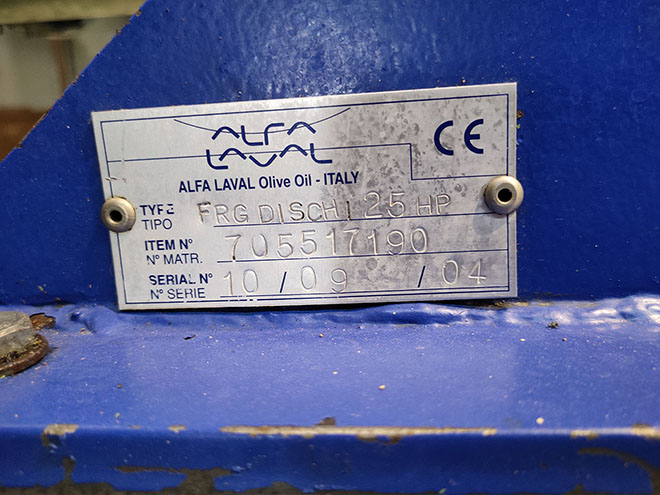 ALFA
LAVAL
CE
ALFA LAVAL Olive Oil - ITALY
TYPE FRG DISCHI 25 HP
TIPO
ITEM N° 705517190
N° MATR.
SERIAL N° 10/09 /04
N° SERIE